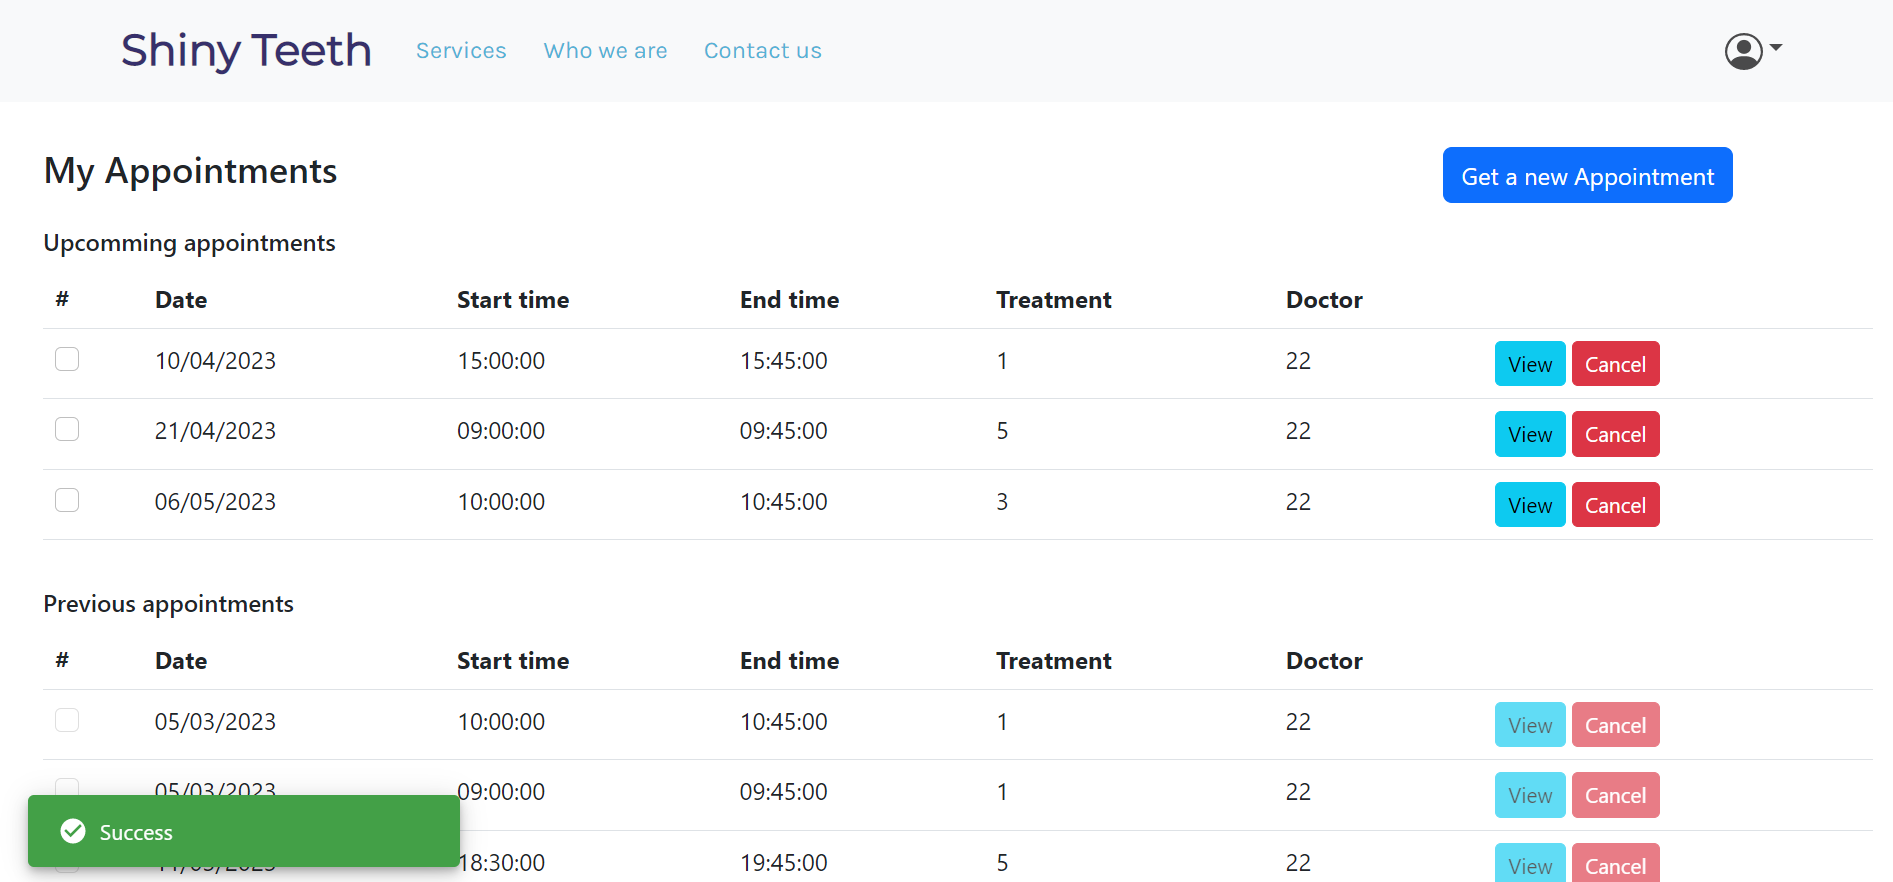 Shiny Teeth Services Who we are Contact us
My Appointments Get a new Appointment
Upcomming appointments
# Date Start time End time Treatment Doctor
10/04/2023 15:00:00 15:45:00 1 22 View Cancel
21/04/2023 09:00:00 09:45:00 5 22 View Cancel
06/05/2023 10:00:00 10:45:00 3 22 View Cancel
Previous appointments
# Date Start time End time Treatment Doctor
05/03/2023 10:00:00 10:45:00 1 22 View Cancel
05/03/2023 09:00:00 09:45:00 1 22 View Cancel
Success
18:30:00 19:45:00 5 22 View Cancel